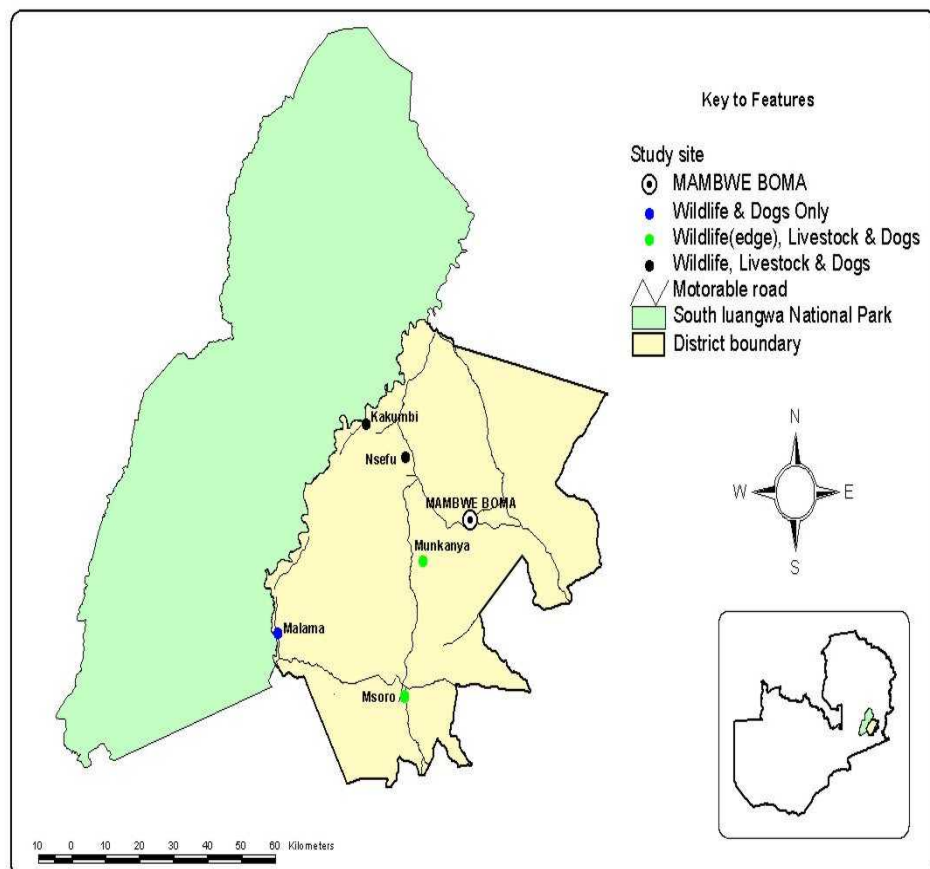 Key to Features
Study site
MAMBWE BOMA
Wildlife & Dogs Only
Wildlife(edge), Livestock & Dogs
Wildlife, Livestock & Dogs
Motorable road
South luangwa National Park
District boundary
Kakumbi
Nsefu
MAMBWE BOMA
Munkanya
Malama
Msoro
N
W E
S
10 0 10 20 30 40 50 60 Kilometers